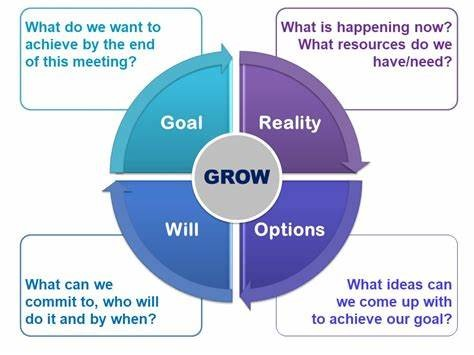 What do we want to
achieve by the end
of this meeting?
What is happening now?
What resources do we
have/need?
Goal
Reality
GROW
Will
Options
What can we
commit to, who will
do it and by when?
What ideas can
we come up with
to achieve our goal?